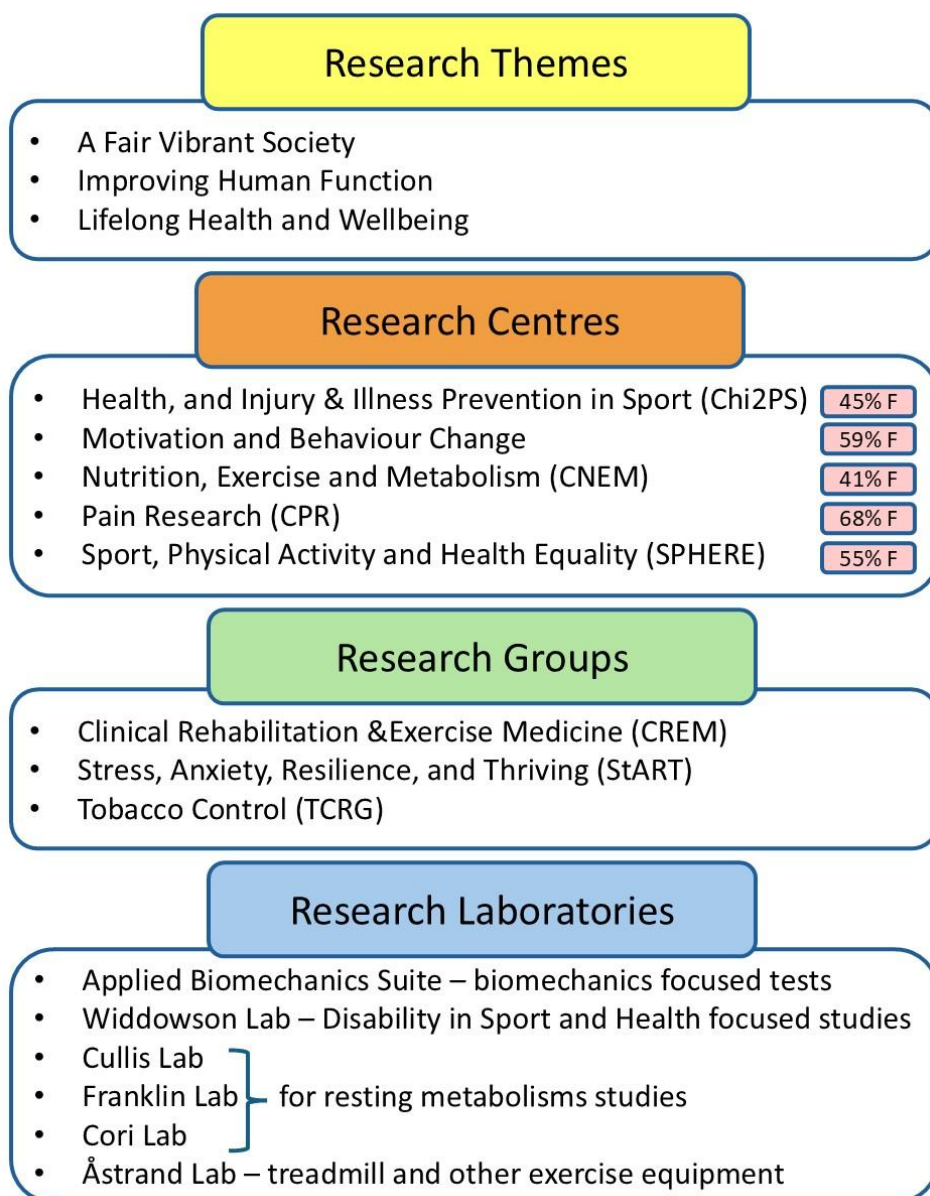 Research Themes
• A Fair Vibrant Society
• Improving Human Function
• Lifelong Health and Wellbeing
Research Centres
• Health, and Injury & Illness Prevention in Sport (Chi2PS) 45% F
• Motivation and Behaviour Change 59% F
• Nutrition, Exercise and Metabolism (CNEM) 41% F
• Pain Research (CPR) 68% F
• Sport, Physical Activity and Health Equality (SPHERE) 55% F
Research Groups
• Clinical Rehabilitation &Exercise Medicine (CREM)
• Stress, Anxiety, Resilience, and Thriving (StART)
• Tobacco Control (TCRG)
Research Laboratories
• Applied Biomechanics Suite – biomechanics focused tests
• Widdowson Lab – Disability in Sport and Health focused studies
• Cullis Lab
• Franklin Lab for resting metabolisms studies
• Cori Lab
• Åstrand Lab – treadmill and other exercise equipment